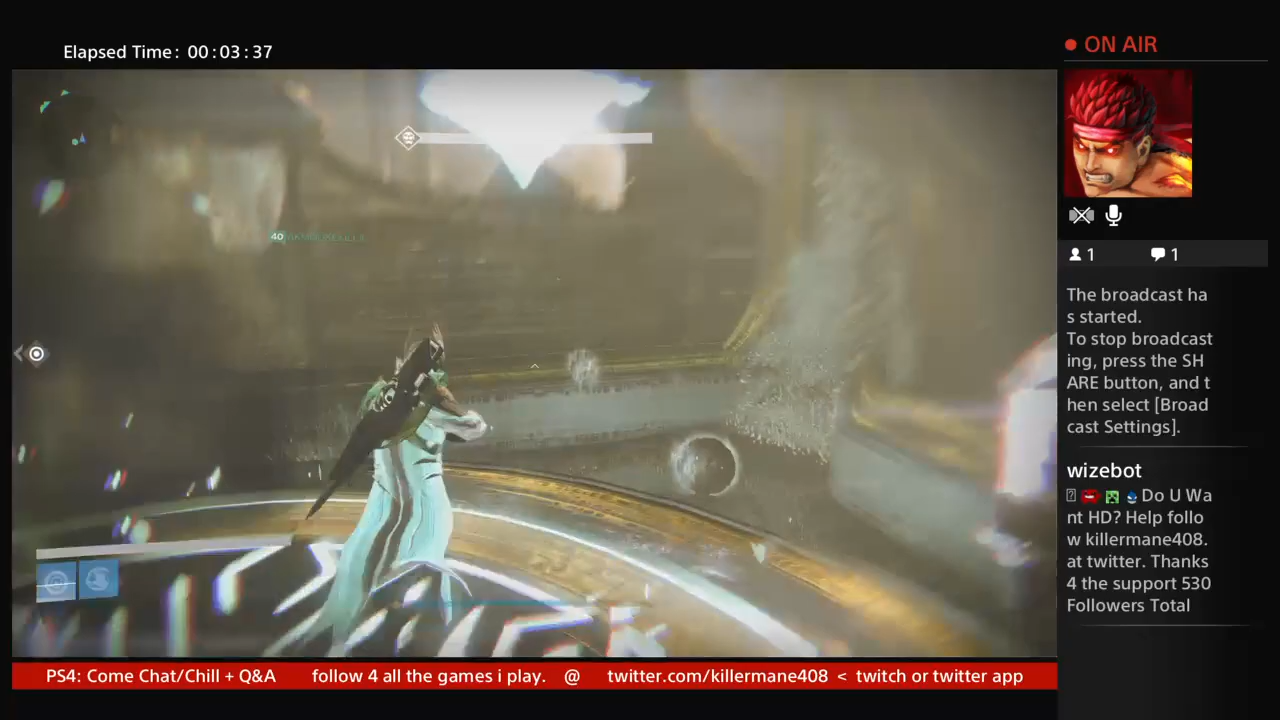 Elapsed Time: 00:03:37
ON AIR
40
1
1
The broadcast ha
s started.
To stop broadcast
ing, press the SH
ARE button, and t
hen select [Broad
cast Settings].
wizebot
Do U Wa
nt HD? Help follo
w killermane408.
at twitter. Thanks
4 the support 530
Followers Total
PS4: Come Chat/Chill + Q&A follow 4 all the games i play. @ twitter.com/killermane408 < twitch or twitter app